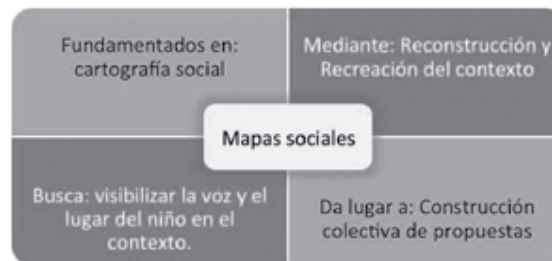 Fundamentados en:
cartografía social
Mediante: Reconstrucción y
Recreación del contexto
Mapas sociales
Busca: visibilizar la voz y el
lugar del niño en el
contexto.
Da lugar a: Construcción
colectiva de propuestas